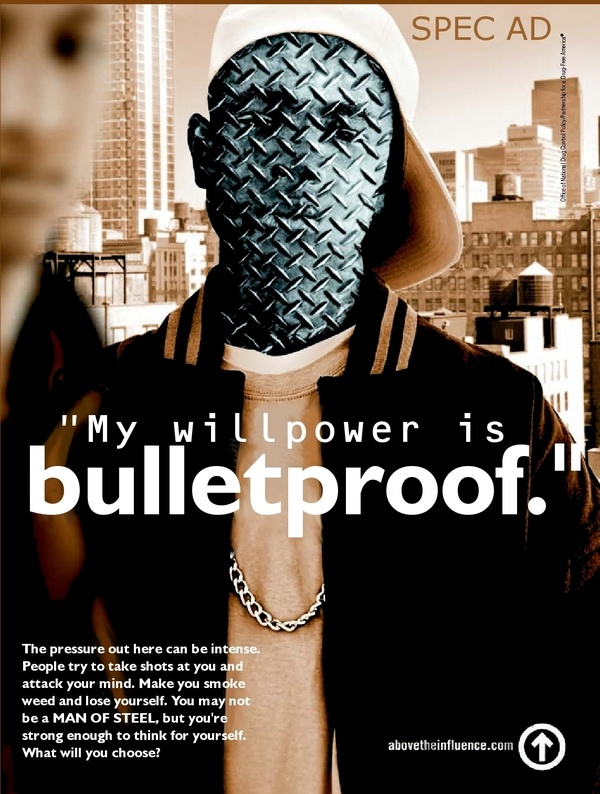 SPEC AD
Office of National Drug Control Policy/Partnership for a Drug-Free America®
"My willpower is
bulletproof."
The pressure out here can be intense.
People try to take shots at you and
attack your mind. Make you smoke
weed and lose yourself. You may not
be a MAN OF STEEL, but you're
strong enough to think for yourself.
What will you choose?
abovetheinfluence.com